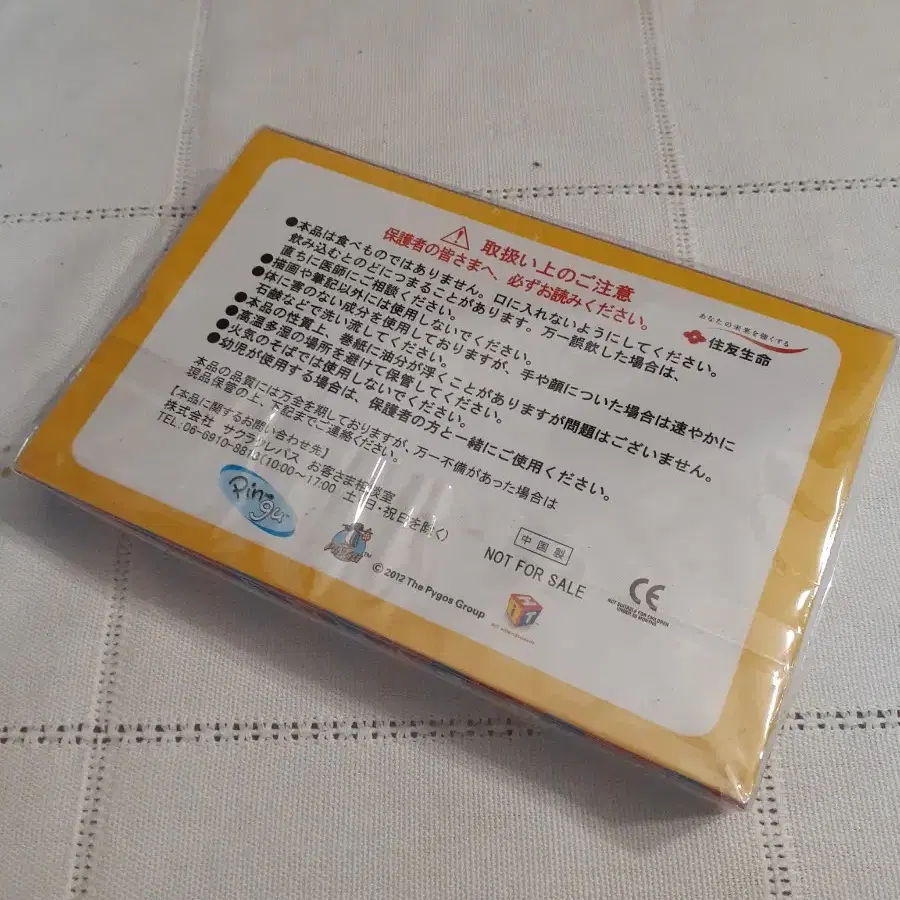 ⚠ 取扱い上のご注意
保護者の皆さまへ、必ずお読みください。
●本品は食べものではありません。口に入れないようにしてください。
飲み込むとのどにつまることがあります。万一誤飲した場合は、
直ちに医師にご相談ください。
●描画や筆記以外には使用しないでください。
●体に害のない成分を使用しておりますが、手や顔についた場合は速やかに
石鹸などで洗い流してください。
●本品の性質上、巻紙に油分が浮くことがありますが問題はございません。
●高温多湿の場所を避けて保管してください。
●火気のそばでは使用しないでください。
●幼児が使用する場合は、保護者の方と一緒にご使用ください。
本品の品質には万全を期しておりますが、万一不備があった場合は
現品保管の上、下記までご連絡ください。
【本品に関するお問い合わせ先】
株式会社 サクラクレパス お客さま相談室
TEL:06-6910-8818(10:00〜17:00 土・日・祝日を除く)
あなたの未来を強くする
住友生命
Pingu
© 2012 The Pygos Group
中国製
NOT FOR SALE
HiT
CE
NOT SUITABLE FOR CHILDREN
UNDER 36 MONTHS.